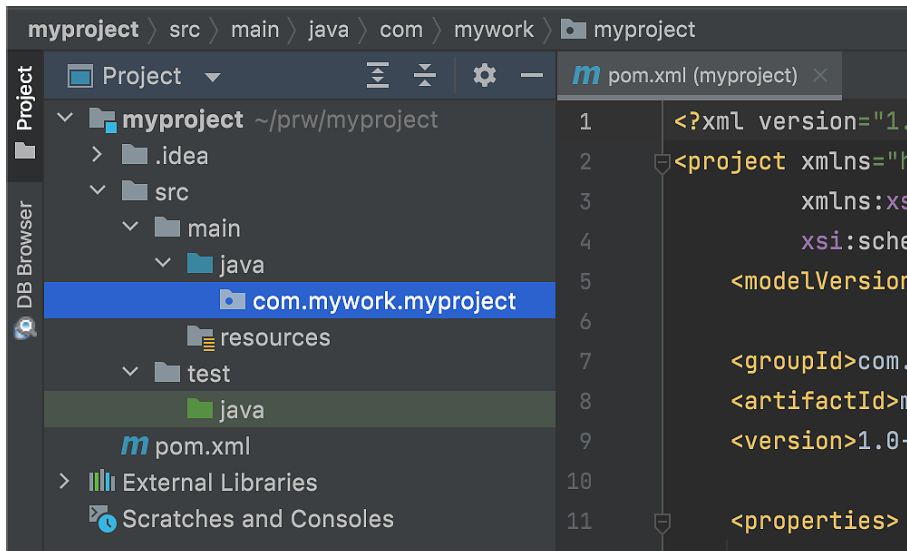 myproject 〉 src 〉 main 〉 java 〉 com 〉 mywork 〉 myproject
Project
DB Browser
Project
myproject ~/prw/myproject
.idea
src
main
java
com.mywork.myproject
resources
test
java
pom.xml
External Libraries
Scratches and Consoles
pom.xml (myproject)
1 <?xml version="1.
2 <project xmlns="h
3 xmlns:xs
4 xsi:sche
5 <modelVersion
6
7 <groupId>com.
8 <artifactId>m
9 <version>1.0-
10
11 <properties>